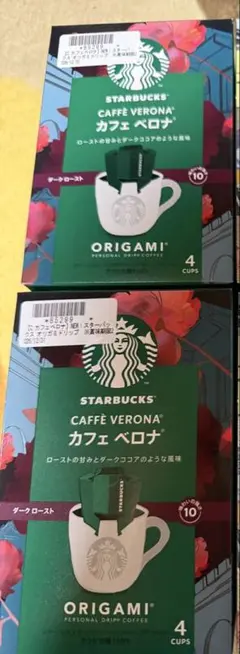 *85289*
STARBUCKS®
CAFFÈ VERONA®
カフェ ベロナ®
ローストの甘みとダークココアのような風味
10
ダーク ロースト
ORIGAMI®
PERSONAL DRIP® COFFEE
4
CUPS
*85289*
STARBUCKS®
CAFFÈ VERONA®
カフェ ベロナ®
ローストの甘みとダークココアのような風味
10
ダーク ロースト
ORIGAMI®
PERSONAL DRIP® COFFEE
4
CUPS